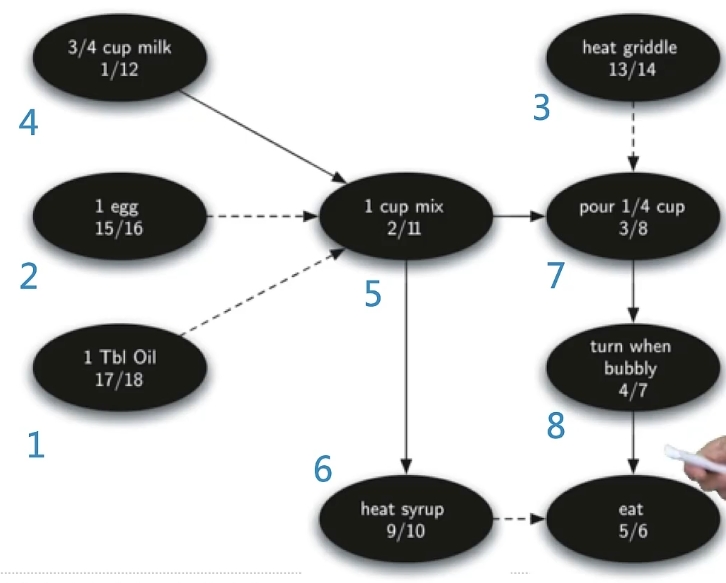 3/4 cup milk
1/12
4
heat griddle
13/14
3
1 egg
15/16
2
1 cup mix
2/11
5
pour 1/4 cup
3/8
7
1 Tbl Oil
17/18
1
turn when
bubbly
4/7
8
6
heat syrup
9/10
eat
5/6